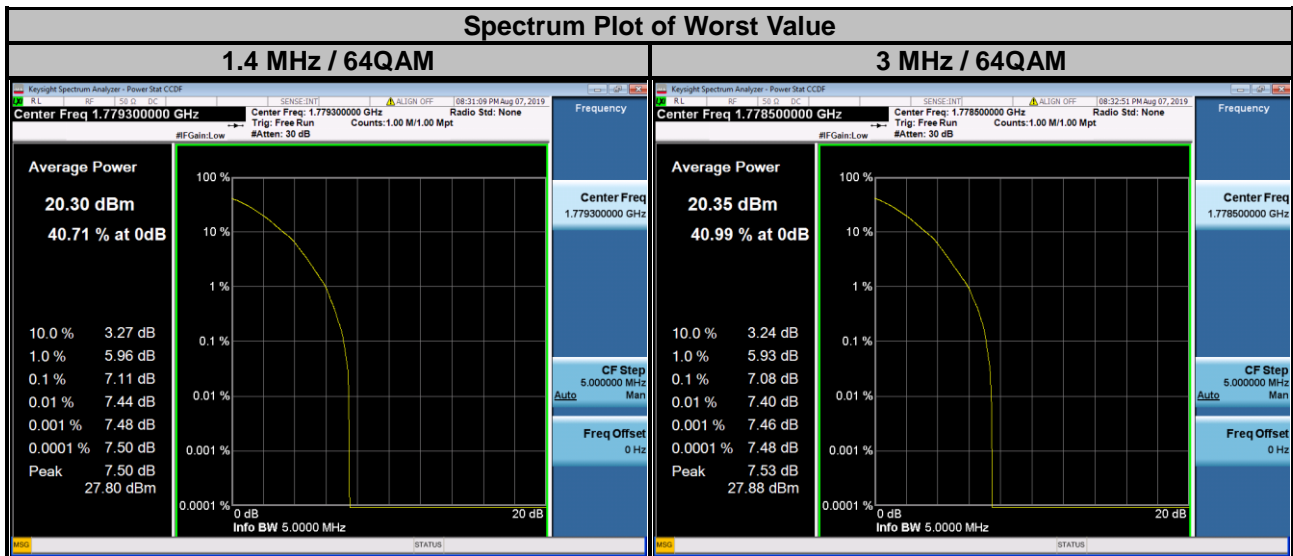 Spectrum Plot of Worst Value
1.4 MHz / 64QAM
3 MHz / 64QAM
Keysight Spectrum Analyzer - Power Stat CCDF
RL RF 50 Ω DC SENSE:INT ALIGN OFF 08:31:09 PM Aug 07, 2019
Center Freq 1.779300000 GHz
Center Freq: 1.779300000 GHz Radio Std: None
Trig: Free Run Counts:1.00 M/1.00 Mpt
#IFGain:Low #Atten: 30 dB
Frequency
Average Power
20.30 dBm
40.71 % at 0dB
10.0 % 3.27 dB
1.0 % 5.96 dB
0.1 % 7.11 dB
0.01 % 7.44 dB
0.001 % 7.48 dB
0.0001 % 7.50 dB
Peak 7.50 dB
27.80 dBm
100 %
10 %
1 %
0.1 %
0.01 %
0.001 %
0.0001 %
0 dB 20 dB
Info BW 5.0000 MHz
Center Freq
1.779300000 GHz
CF Step
5.000000 MHz
Auto Man
Freq Offset
0 Hz
MSG STATUS
Keysight Spectrum Analyzer - Power Stat CCDF
RL RF 50 Ω DC SENSE:INT ALIGN OFF 08:32:51 PM Aug 07, 2019
Center Freq 1.778500000 GHz
Center Freq: 1.778500000 GHz Radio Std: None
Trig: Free Run Counts:1.00 M/1.00 Mpt
#IFGain:Low #Atten: 30 dB
Frequency
Average Power
20.35 dBm
40.99 % at 0dB
10.0 % 3.24 dB
1.0 % 5.93 dB
0.1 % 7.08 dB
0.01 % 7.40 dB
0.001 % 7.46 dB
0.0001 % 7.48 dB
Peak 7.53 dB
27.88 dBm
100 %
10 %
1 %
0.1 %
0.01 %
0.001 %
0.0001 %
0 dB 20 dB
Info BW 5.0000 MHz
Center Freq
1.778500000 GHz
CF Step
5.000000 MHz
Auto Man
Freq Offset
0 Hz
MSG STATUS